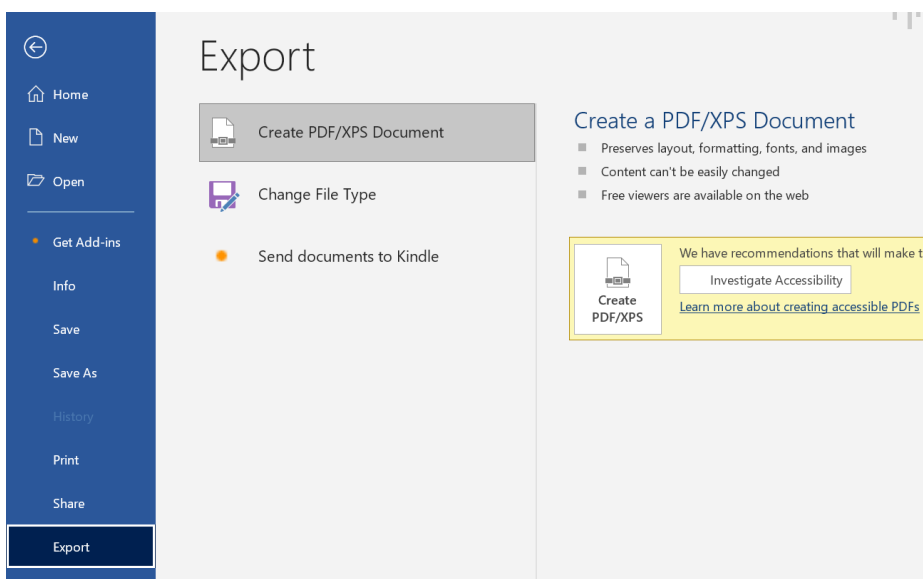 Export
Home
New
Open
Get Add-ins
Info
Save
Save As
History
Print
Share
Export
Create PDF/XPS Document
Change File Type
Send documents to Kindle
Create a PDF/XPS Document
Preserves layout, formatting, fonts, and images
Content can't be easily changed
Free viewers are available on the web
Create
PDF/XPS
We have recommendations that will make
Investigate Accessibility
Learn more about creating accessible PDFs